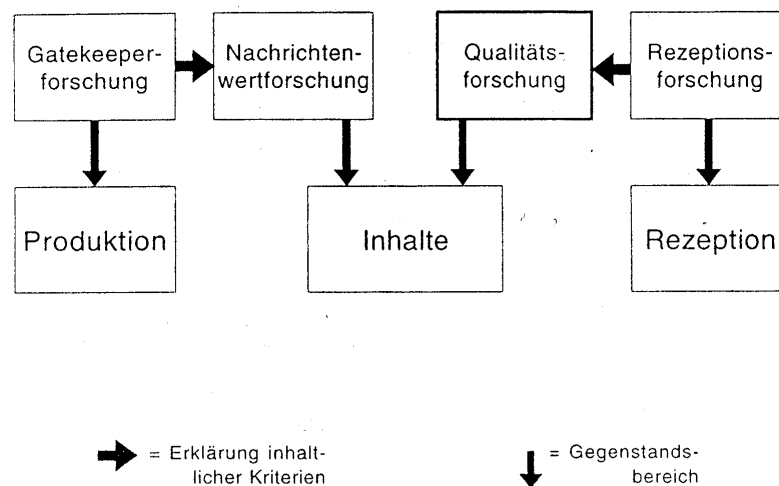 Gatekeeper-
forschung
Nachrichten-
wertforschung
Qualitäts-
forschung
Rezeptions-
forschung
Produktion
Inhalte
Rezeption
= Erklärung inhalt-
licher Kriterien
= Gegenstands-
bereich